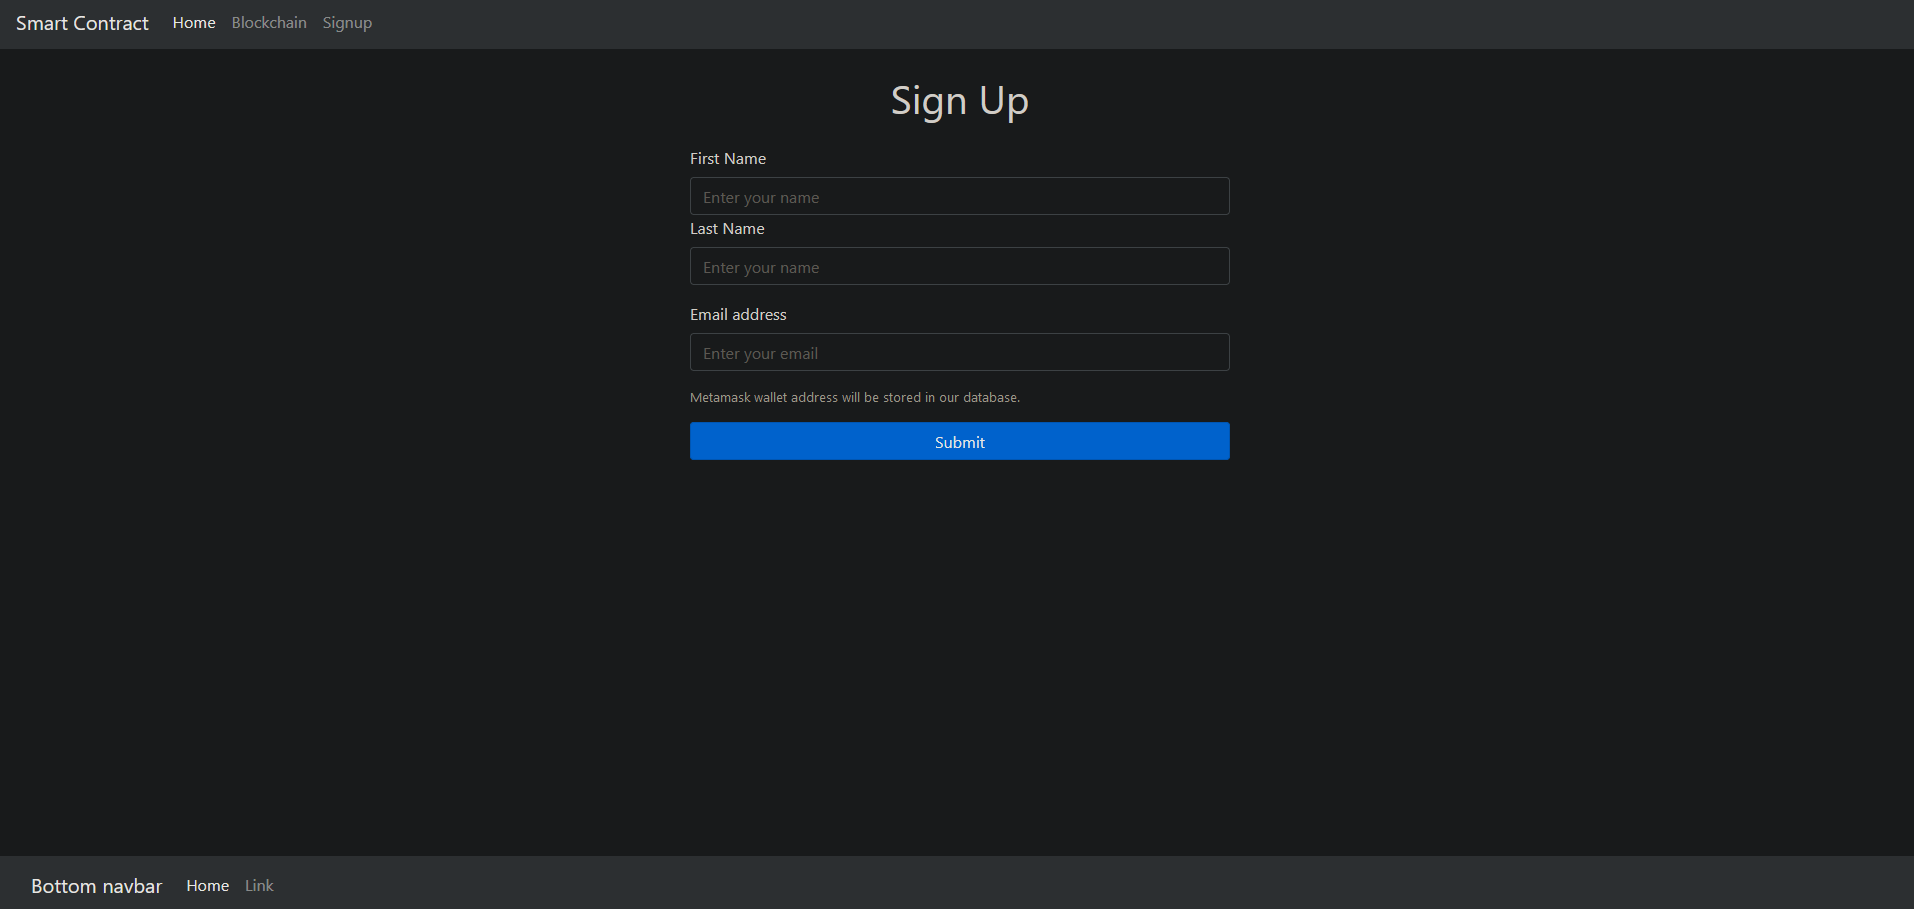 Smart Contract Home Blockchain Signup
Sign Up
First Name
Enter your name
Last Name
Enter your name
Email address
Enter your email
Metamask wallet address will be stored in our database.
Submit
Bottom navbar Home Link